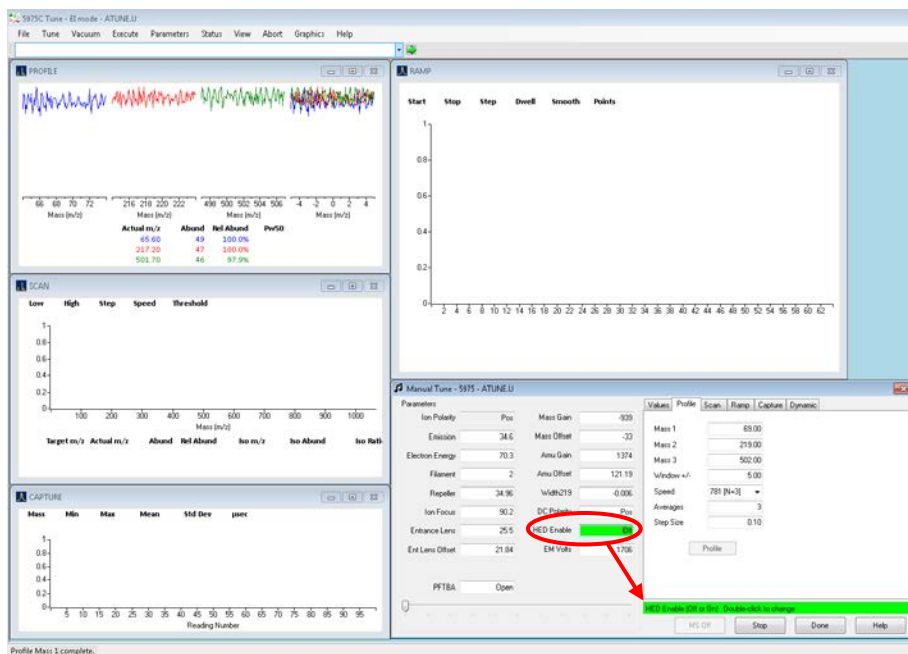 5975C Tune - EI mode - ATUNE.U
File Tune Vacuum Execute Parameters Status View Abort Graphics Help
PROFILE
66 68 70 72
216 218 220 222
498 500 502 504 506
-4 -2 0 2 4
Mass (m/z) Mass (m/z) Mass (m/z) Mass (m/z)
Actual m/z Abund Rel Abund Pw50
65.60 49 100.0%
217.20 47 100.0%
501.70 46 97.9%
RAMP
Start Stop Step Dwell Smooth Points
1
0.8
0.6
0.4
0.2
0
2 4 6 8 10 12 14 16 18 20 22 24 26 28 30 32 34 36 38 40 42 44 46 48 50 52 54 56 58 60 62
SCAN
Low High Step Speed Threshold
1
0.8
0.6
0.4
0.2
0
100 200 300 400 500 600 700 800 900 1000
Mass (m/z)
Target m/z Actual m/z Abund Rel Abund Iso m/z Iso Abund Iso Rati
CAPTURE
Mass Min Max Mean Std Dev µsec
1
0.8
0.6
0.4
0.2
0
5 10 15 20 25 30 35 40 45 50 55 60 65 70 75 80 85 90 95
Reading Number
Manual Tune - 5975 - ATUNE.U
Parameters
Ion Polarity Pos Mass Gain -939
Emission 34.6 Mass Offset -33
Electron Energy 70.3 Amu Gain 1374
Filament 2 Amu Offset 121.19
Repeller 34.96 Width219 -0.006
Ion Focus 90.2 DC Polarity Pos
Entrance Lens 25.5 HED Enable
Ent Lens Offset 21.84 EM Volts 1706
PFTBA Open
Values Profile Scan Ramp Capture Dynamic
Mass 1 69.00
Mass 2 219.00
Mass 3 502.00
Window +/- 5.00
Speed 781 [N=3]
Averages 3
Step Size 0.10
Profile
HED Enable (Off or On) Double-click to change
MS Off Stop Done Help
Profile Mass 1 complete.